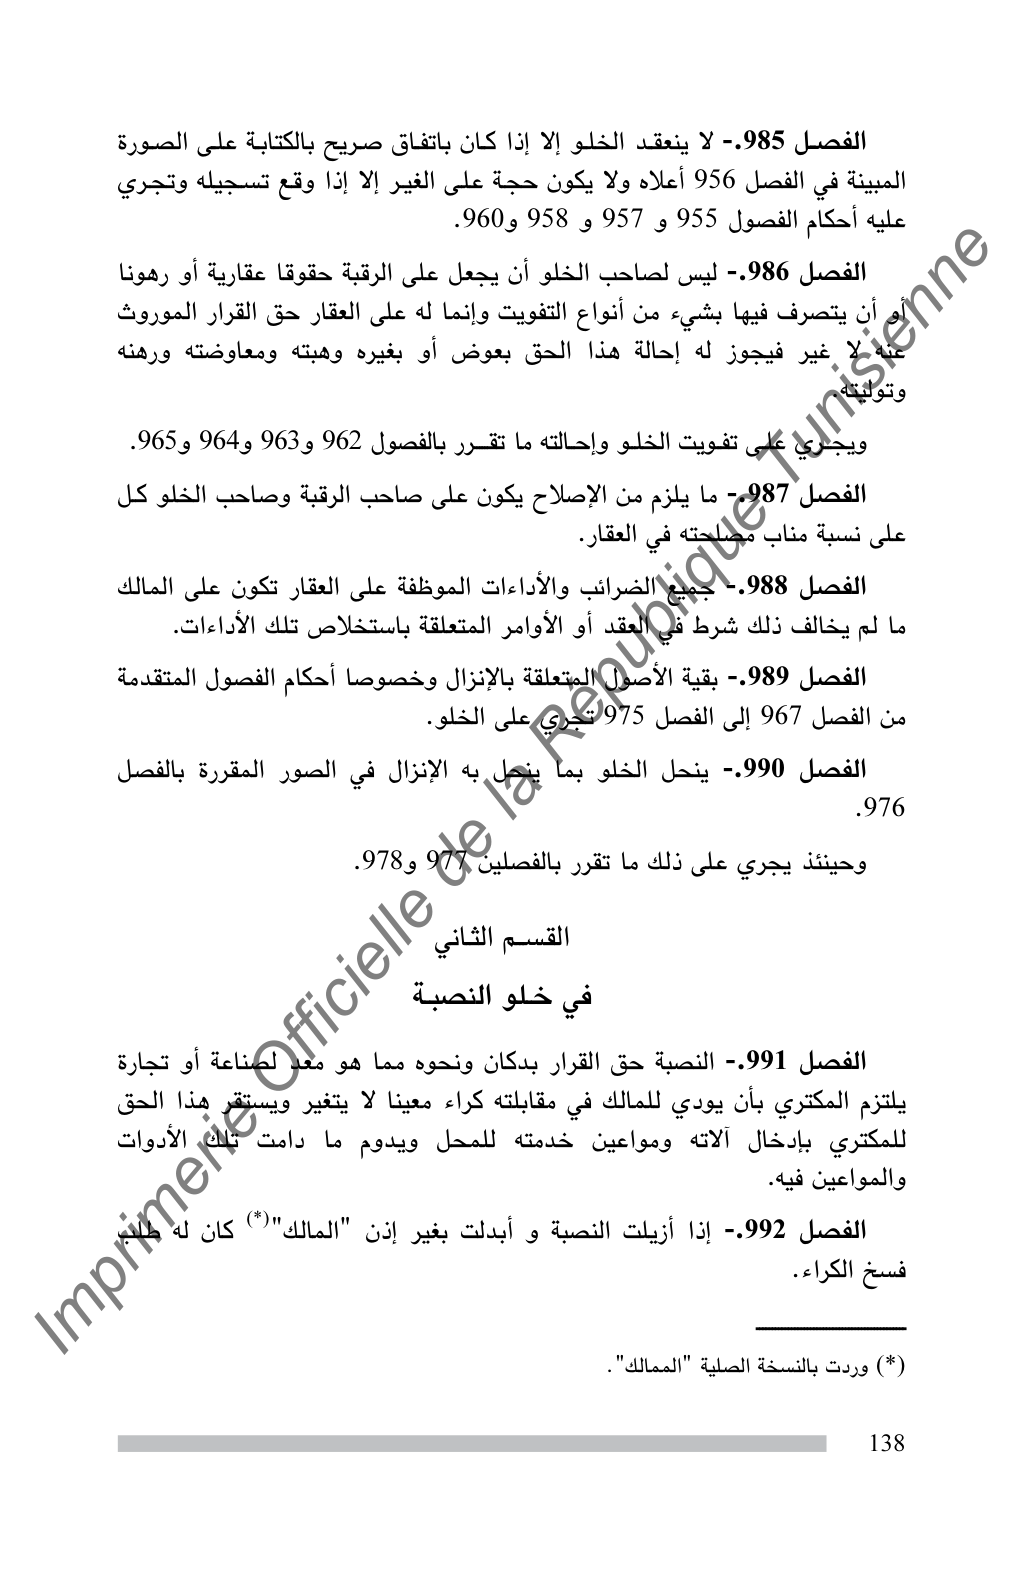 الفصل 985.- لا ينعقد الخلو إلا إذا كان باتفاق صريح بالكتابة على الصورة
المبينة في الفصل 956 أعلاه ولا يكون حجة على الغير إلا إذا وقع تسجيله وتجري
عليه أحكام الفصول 955 و 957 و 958 و960.
الفصل 986.- ليس لصاحب الخلو أن يجعل على الرقبة حقوقا عقارية أو رهونا
أو أن يتصرف فيها بشيء من أنواع التفويت وإنما له على العقار حق القرار الموروث
عنه لا غير فيجوز له إحالة هذا الحق بعوض أو بغيره وهبته ومعاوضته ورهنه
وتوليته.
ويجري على تفويت الخلو وإحالته ما تقرر بالفصول 962 و963 و964 و965.
الفصل 987.- ما يلزم من الإصلاح يكون على صاحب الرقبة وصاحب الخلو كل
على نسبة مناب مصلحته في العقار.
الفصل 988.- جميع الضرائب والأداءات الموظفة على العقار تكون على المالك
ما لم يخالف ذلك شرط في العقد أو الأوامر المتعلقة باستخلاص تلك الأداءات.
الفصل 989.- بقية الأصول المتعلقة بالإنزال وخصوصا أحكام الفصول المتقدمة
من الفصل 967 إلى الفصل 975 تجري على الخلو.
الفصل 990.- ينحل الخلو بما ينحل به الإنزال في الصور المقررة بالفصل
976.
وحينئذ يجري على ذلك ما تقرر بالفصلين 977 و978.
القسم الثاني
في خلو النصبة
الفصل 991.- النصبة حق القرار بدكان ونحوه مما هو معد لصناعة أو تجارة
يلتزم المكتري بأن يودي للمالك في مقابلته كراء معينا لا يتغير ويستقر هذا الحق
للمكتري بإدخال آلاته ومواعين خدمته للمحل ويدوم ما دامت تلك الأدوات
والمواعين فيه.
الفصل 992.- إذا أزيلت النصبة و أبدلت بغير إذن "المالك"(*) كان له طلب
فسخ الكراء.
(*) وردت بالنسخة الصلية "الممالك".
138
Imprimerie Officielle de la République Tunisienne